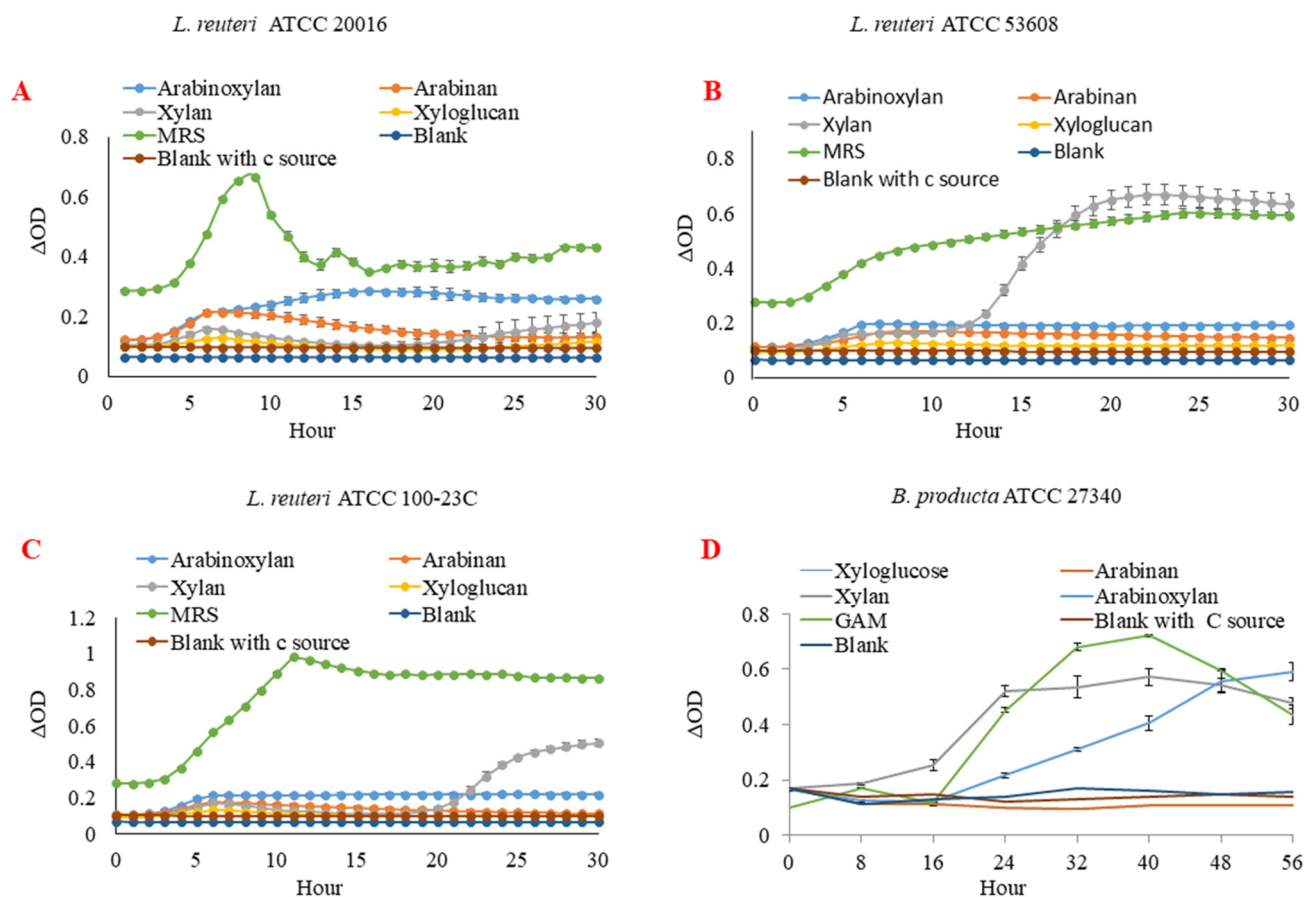 L. reuteri ATCC 20016
A
Arabinoxylan Arabinan
Xylan Xyloglucan
MRS Blank
Blank with c source
0.8
0.6
0.4
0.2
0
ΔOD
0 5 10 15 20 25 30
Hour
L. reuteri ATCC 53608
B
Arabinoxylan Arabinan
Xylan Xyloglucan
MRS Blank
Blank with c source
0.8
0.6
0.4
0.2
0
ΔOD
0 5 10 15 20 25 30
Hour
L. reuteri ATCC 100-23C
C
Arabinoxylan Arabinan
Xylan Xyloglucan
MRS Blank
Blank with c source
1.2
1
0.8
0.6
0.4
0.2
0
ΔOD
0 5 10 15 20 25 30
Hour
B. producta ATCC 27340
D
Xyloglucose Arabinan
Xylan Arabinoxylan
GAM Blank with C source
Blank
0.8
0.6
0.4
0.2
0
ΔOD
0 8 16 24 32 40 48 56
Hour